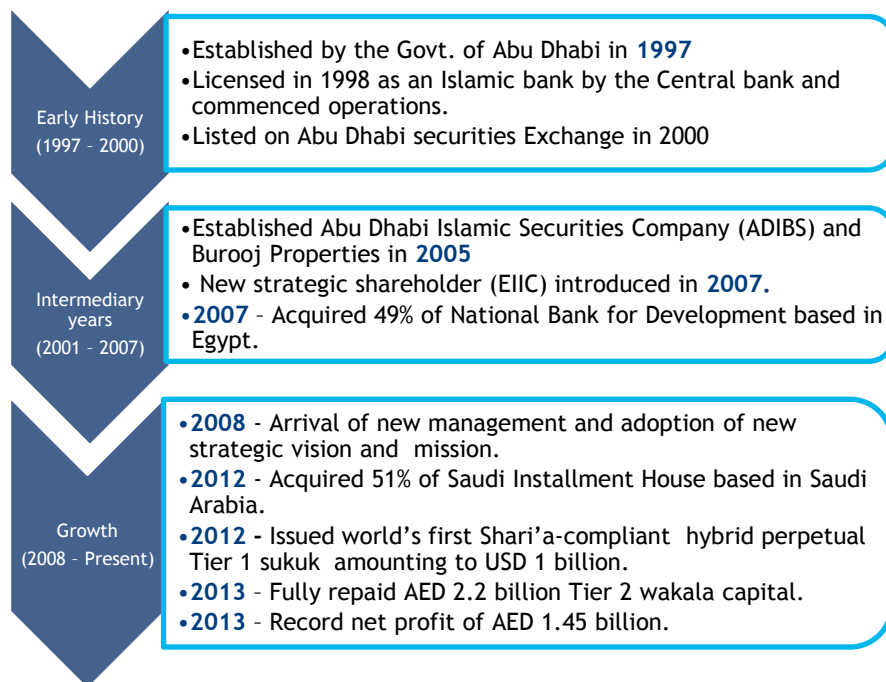 Early History
(1997 – 2000)
•Established by the Govt. of Abu Dhabi in 1997
•Licensed in 1998 as an Islamic bank by the Central bank and
commenced operations.
•Listed on Abu Dhabi securities Exchange in 2000
Intermediary
years
(2001 – 2007)
•Established Abu Dhabi Islamic Securities Company (ADIBS) and
Burooj Properties in 2005
• New strategic shareholder (EIIC) introduced in 2007.
•2007 – Acquired 49% of National Bank for Development based in
Egypt.
Growth
(2008 – Present)
•2008 - Arrival of new management and adoption of new
strategic vision and mission.
•2012 - Acquired 51% of Saudi Installment House based in Saudi
Arabia.
•2012 - Issued world’s first Shari’a-compliant hybrid perpetual
Tier 1 sukuk amounting to USD 1 billion.
•2013 – Fully repaid AED 2.2 billion Tier 2 wakala capital.
•2013 – Record net profit of AED 1.45 billion.